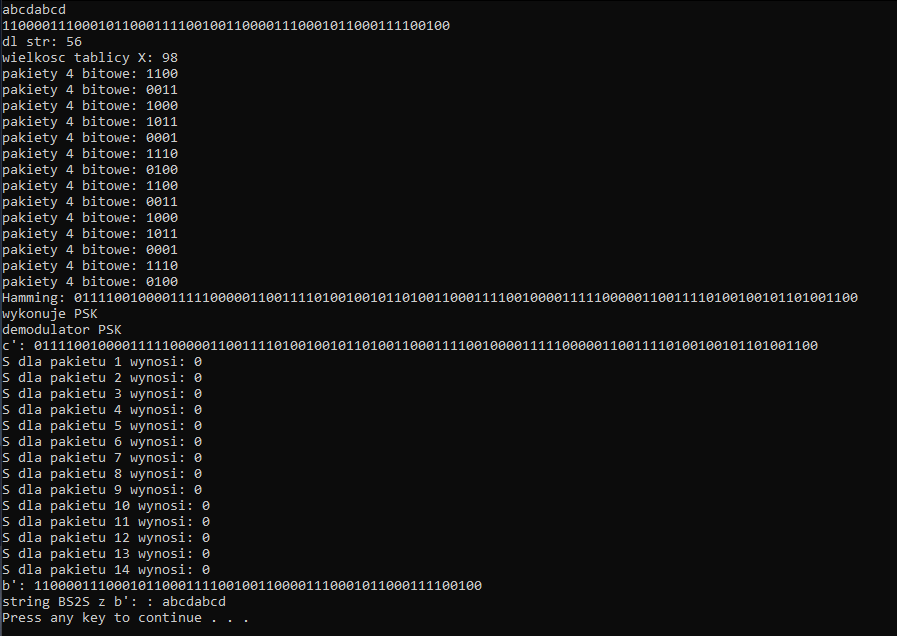 abcdabcd
11000011100010110001111001001100001110001011000111100100
dl str: 56
wielkosc tablicy X: 98
pakiety 4 bitowe: 1100
pakiety 4 bitowe: 0011
pakiety 4 bitowe: 1000
pakiety 4 bitowe: 1011
pakiety 4 bitowe: 0001
pakiety 4 bitowe: 1110
pakiety 4 bitowe: 0100
pakiety 4 bitowe: 1100
pakiety 4 bitowe: 0011
pakiety 4 bitowe: 1000
pakiety 4 bitowe: 1011
pakiety 4 bitowe: 0001
pakiety 4 bitowe: 1110
pakiety 4 bitowe: 0100
Hamming: 01111001000011111000001100111101001001011010011000111100100001111100000110011110100100101101001100
wykonuje PSK
demodulator PSK
c': 01111001000011111000001100111101001001011010011000111100100001111100000110011110100100101101001100
S dla pakietu 1 wynosi: 0
S dla pakietu 2 wynosi: 0
S dla pakietu 3 wynosi: 0
S dla pakietu 4 wynosi: 0
S dla pakietu 5 wynosi: 0
S dla pakietu 6 wynosi: 0
S dla pakietu 7 wynosi: 0
S dla pakietu 8 wynosi: 0
S dla pakietu 9 wynosi: 0
S dla pakietu 10 wynosi: 0
S dla pakietu 11 wynosi: 0
S dla pakietu 12 wynosi: 0
S dla pakietu 13 wynosi: 0
S dla pakietu 14 wynosi: 0
b': 11000011100010110001111001001100001110001011000111100100
string BS2S z b': : abcdabcd
Press any key to continue . . .